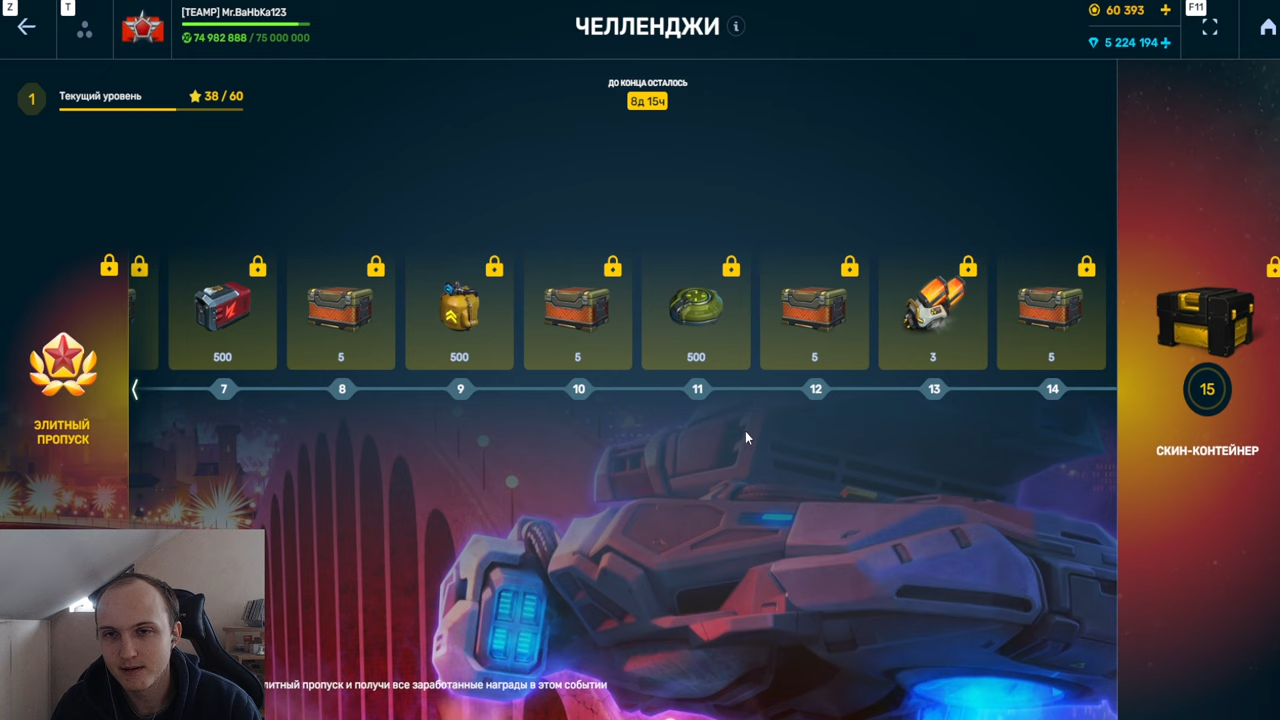 Z
T
[TEAMP] Mr.BaHbKa123
74 982 888 / 75 000 000
ЧЕЛЛЕНДЖИ
i
60 393 +
5 224 194 +
F11
1
Текущий уровень
38 / 60
ДО КОНЦА ОСТАЛОСЬ
8д 15ч
ЭЛИТНЫЙ
ПРОПУСК
500
5
500
5
500
5
3
5
7
8
9
10
11
12
13
14
15
СКИН-КОНТЕЙНЕР
пропуск и получи все заработанные награды в этом событии